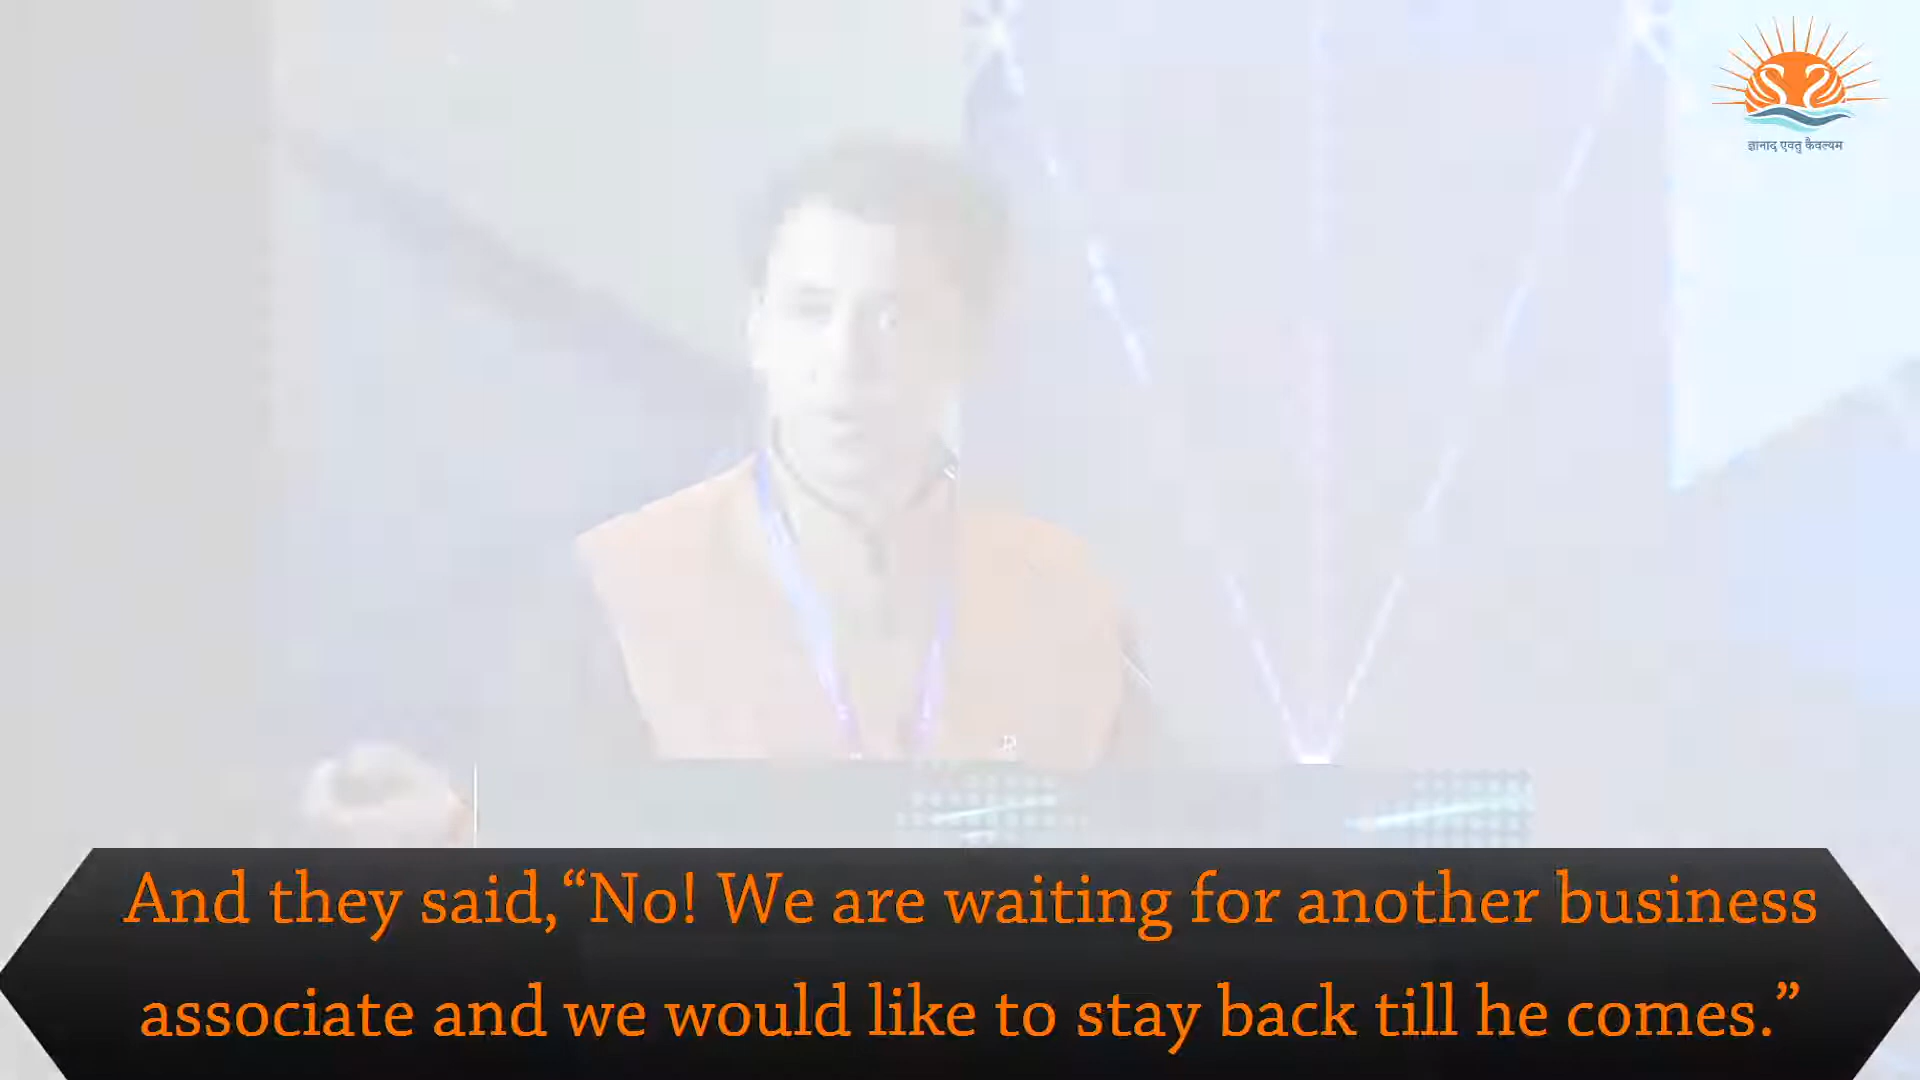 ज्ञानाद् एवतु कैवल्यम
And they said, “No! We are waiting for another business
associate and we would like to stay back till he comes.”